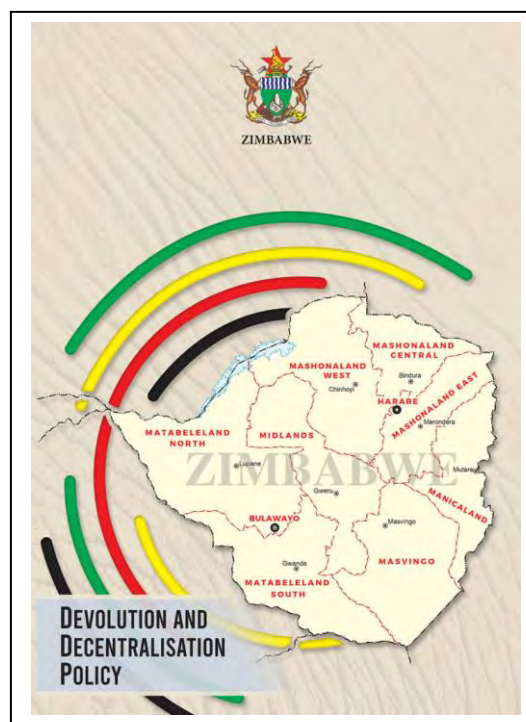 ZIMBABWE
MASHONALAND
CENTRAL
MASHONALAND
WEST
Bindura
Chinhoyi
MASHONALAND EAST
HARARE
Marondera
MATABELELAND
NORTH
MIDLANDS
ZIMBABWE
Lupane
Mutare
Gweru
MANICALAND
BULAWAYO
Masvingo
Gwanda
MASVINGO
MATABELELAND
SOUTH
DEVOLUTION AND
DECENTRALISATION
POLICY